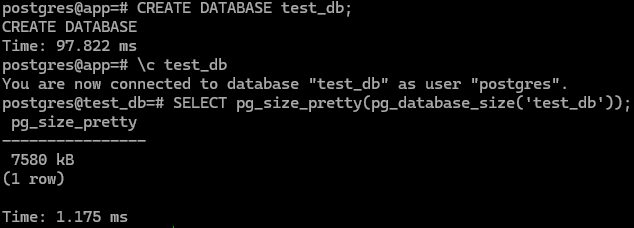 postgres@app=# CREATE DATABASE test_db;
CREATE DATABASE
Time: 97.822 ms
postgres@app=# \c test_db
You are now connected to database "test_db" as user "postgres".
postgres@test_db=# SELECT pg_size_pretty(pg_database_size('test_db'));
 pg_size_pretty
----------------
 7580 kB
(1 row)

Time: 1.175 ms